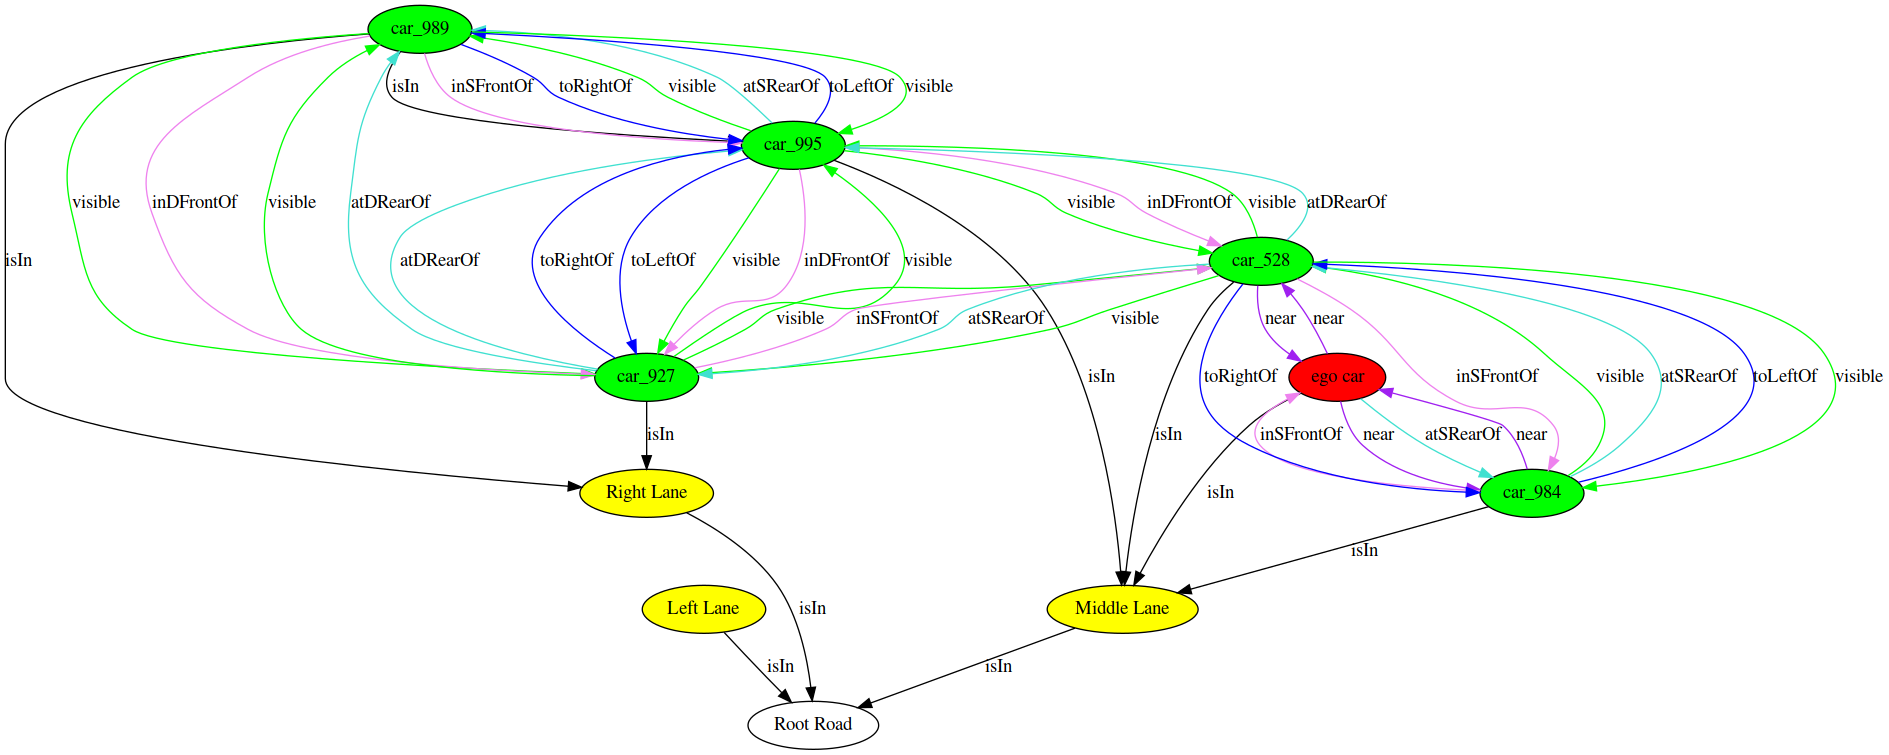 car_989
isIn inSFrontOf toRightOf visible atSRearOf toLeftOf visible
car_995
visible inDFrontOf visible atDRearOf visible inDFrontOf visible atDRearOf
isIn atDRearOf toRightOf toLeftOf visible inDFrontOf visible car_528
visible inSFrontOf atSRearOf visible near near
car_927 isIn toRightOf ego car inSFrontOf visible atSRearOf toLeftOf visible
isIn isIn inSFrontOf near atSRearOf near
Right Lane isIn car_984
isIn
Left Lane isIn Middle Lane
isIn isIn
Root Road